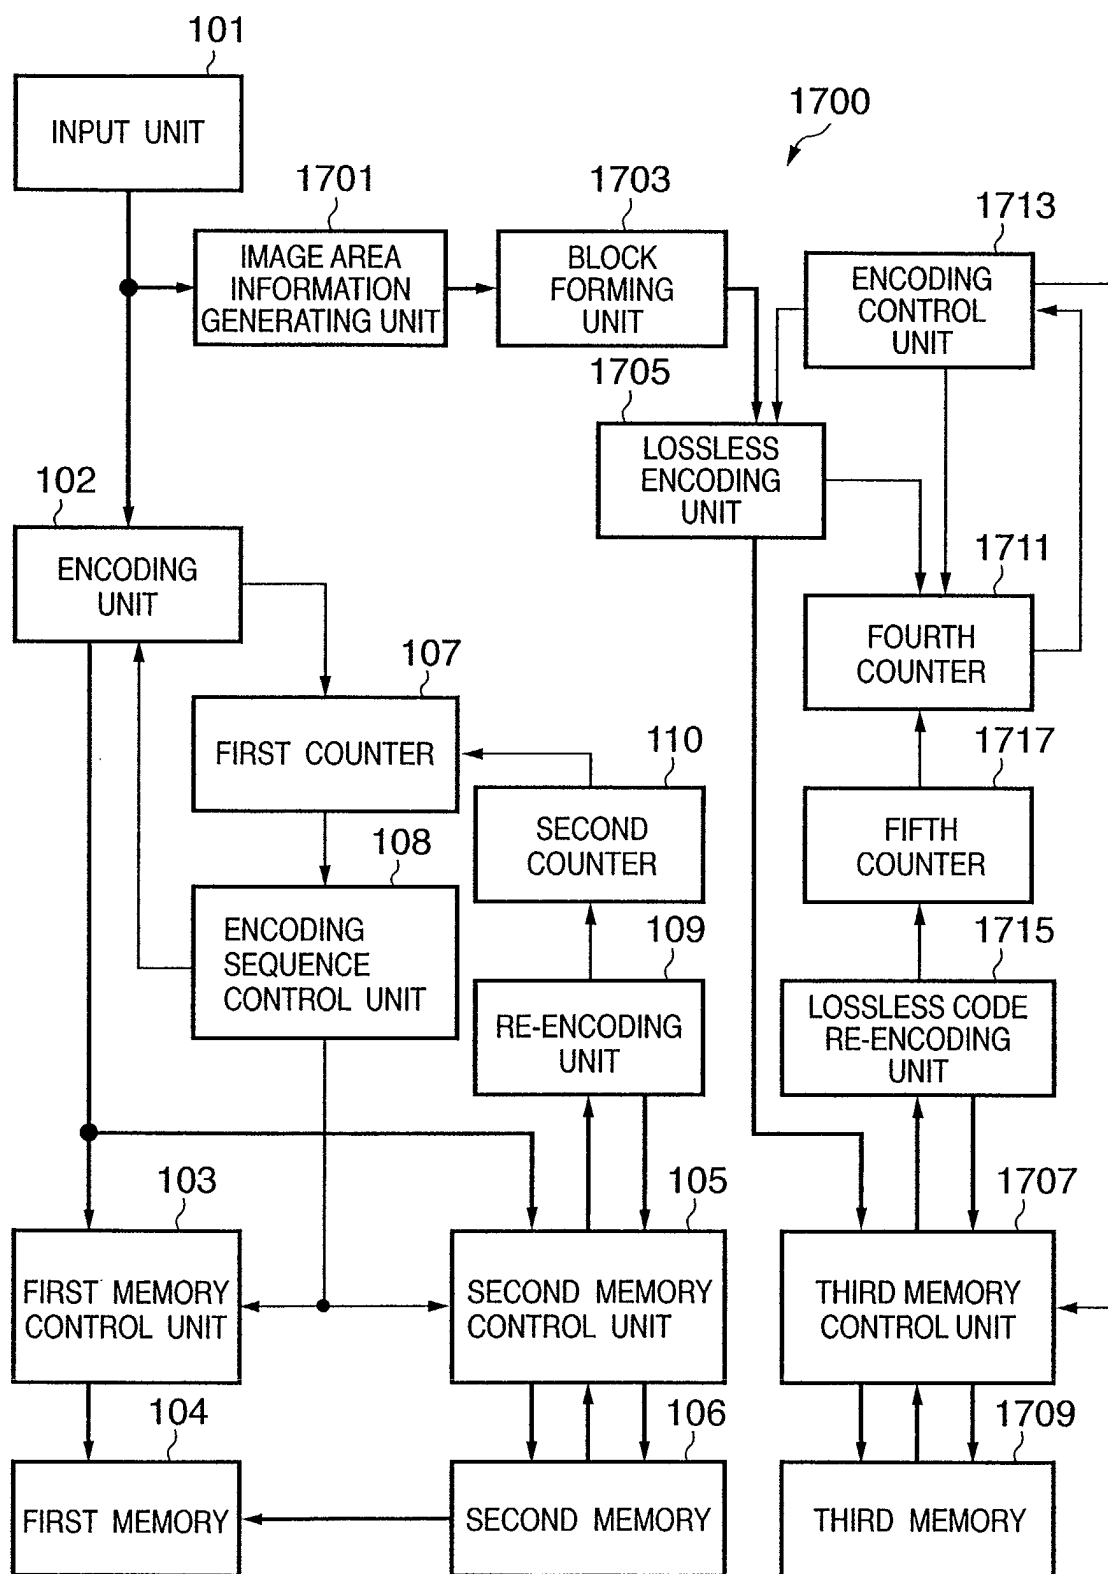 101
INPUT UNIT
1700
1701
IMAGE AREA
INFORMATION
GENERATING UNIT
1703
BLOCK
FORMING
UNIT
1713
ENCODING
CONTROL
UNIT
1705
LOSSLESS
ENCODING
UNIT
102
ENCODING
UNIT
1711
FOURTH
COUNTER
107
FIRST COUNTER
110
SECOND
COUNTER
1717
FIFTH
COUNTER
108
ENCODING
SEQUENCE
CONTROL UNIT
109
RE-ENCODING
UNIT
1715
LOSSLESS CODE
RE-ENCODING
UNIT
103
FIRST MEMORY
CONTROL UNIT
105
SECOND MEMORY
CONTROL UNIT
1707
THIRD MEMORY
CONTROL UNIT
104
FIRST MEMORY
106
SECOND MEMORY
1709
THIRD MEMORY